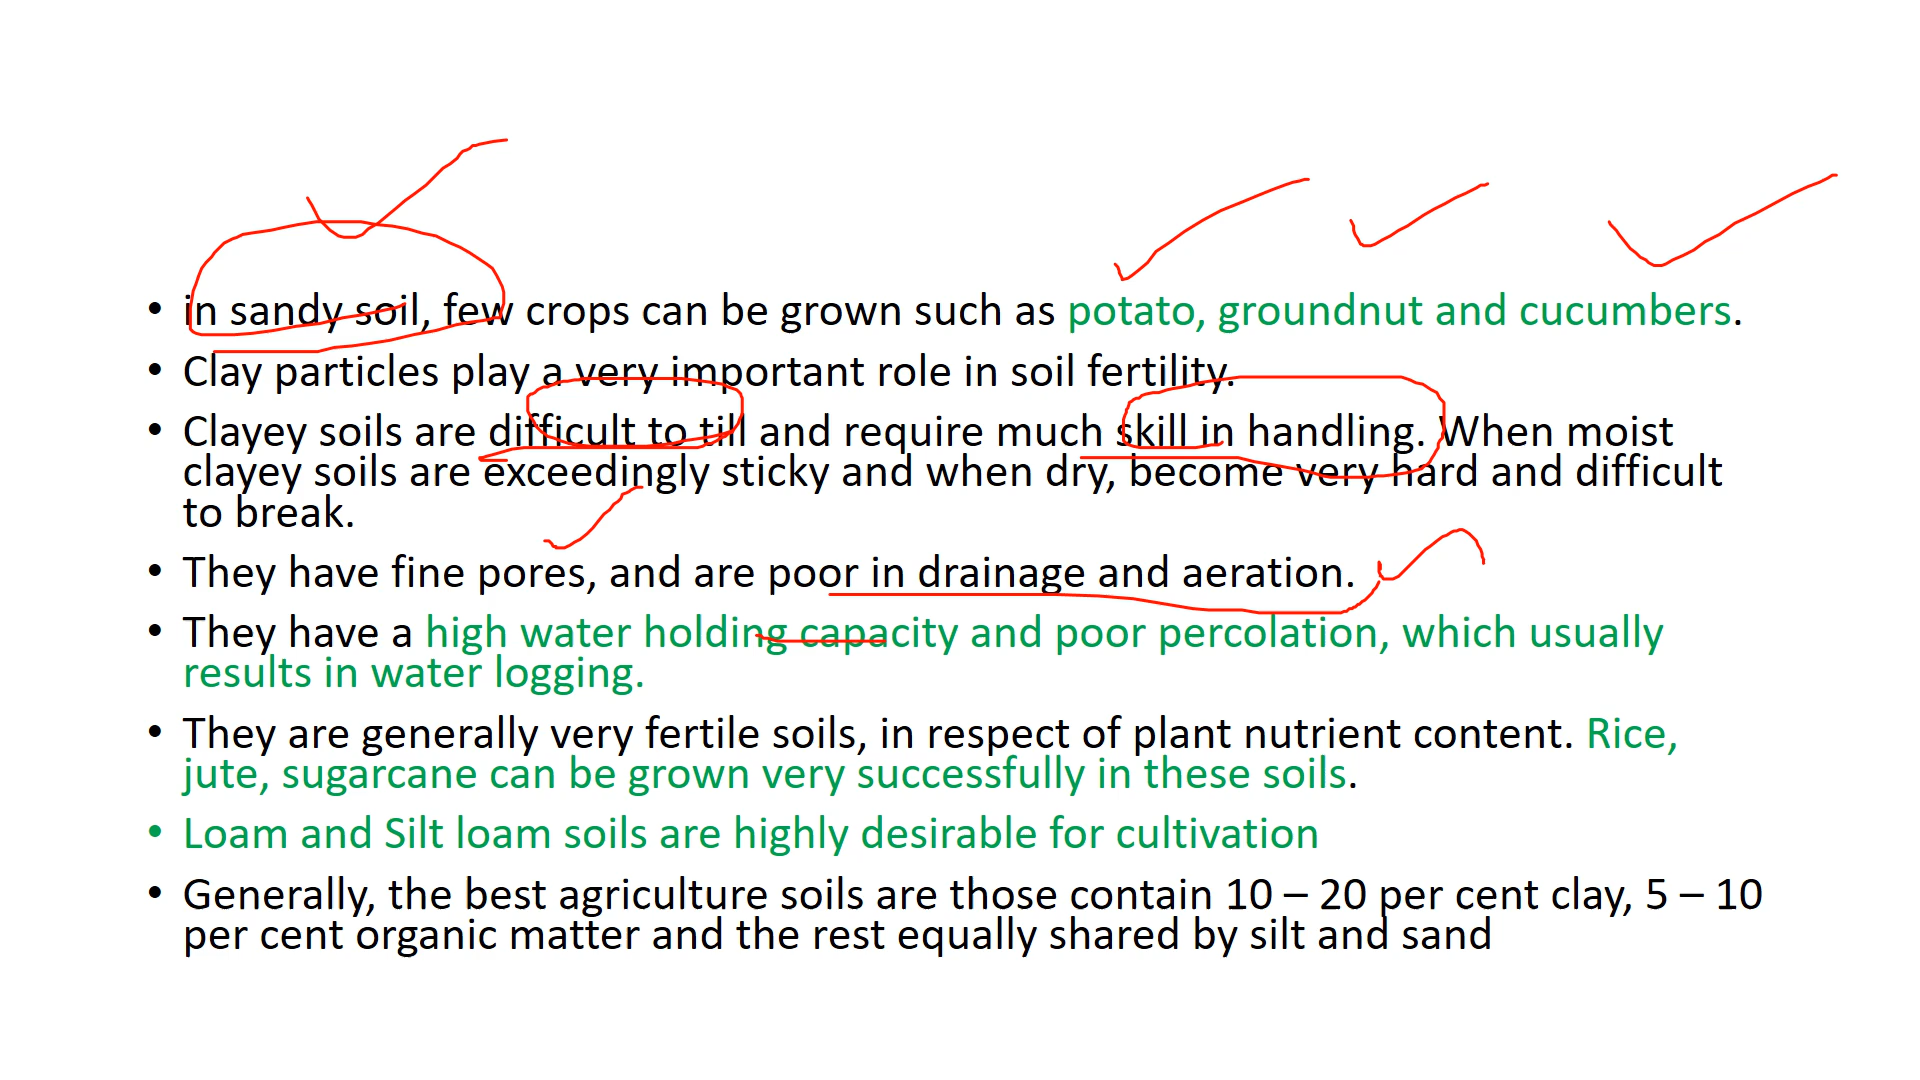 • in sandy soil, few crops can be grown such as potato, groundnut and cucumbers.
• Clay particles play a very important role in soil fertility.
• Clayey soils are difficult to till and require much skill in handling. When moist
clayey soils are exceedingly sticky and when dry, become very hard and difficult
to break.
• They have fine pores, and are poor in drainage and aeration.
• They have a high water holding capacity and poor percolation, which usually
results in water logging.
• They are generally very fertile soils, in respect of plant nutrient content. Rice,
jute, sugarcane can be grown very successfully in these soils.
• Loam and Silt loam soils are highly desirable for cultivation
• Generally, the best agriculture soils are those contain 10 – 20 per cent clay, 5 – 10
per cent organic matter and the rest equally shared by silt and sand